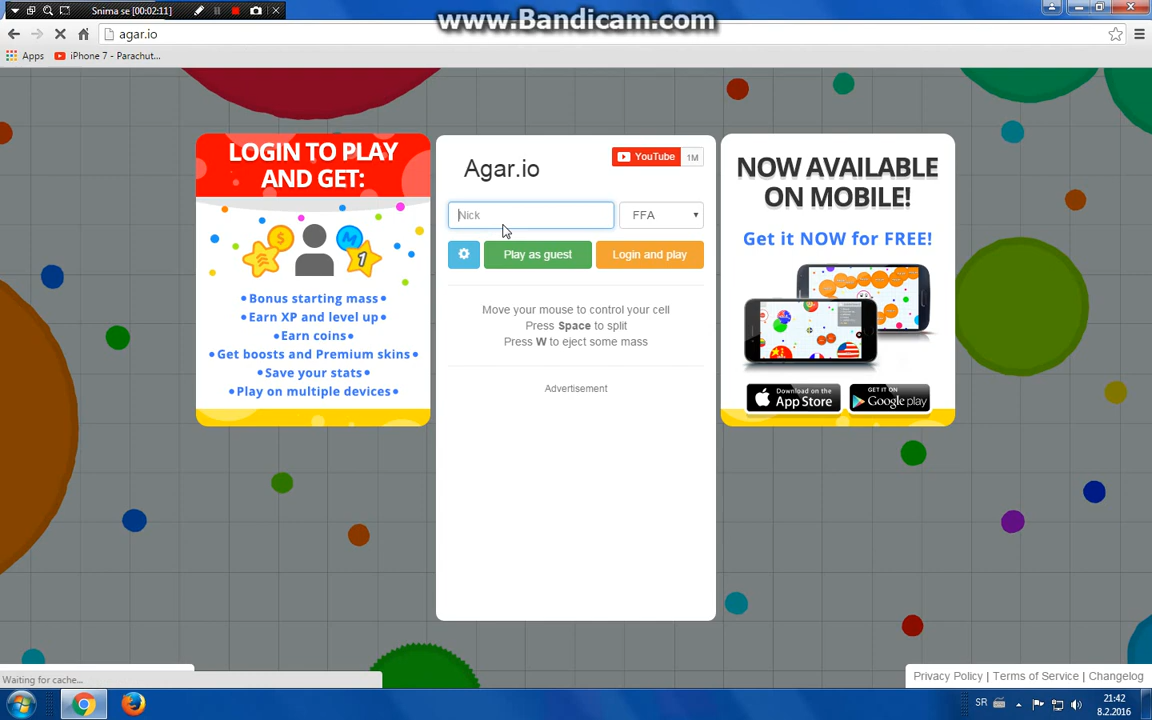 Snima se [00:02:11]
www.Bandicam.com
agar.io
Apps
iPhone 7 - Parachut...
LOGIN TO PLAY
AND GET:
M
1
•Bonus starting mass•
•Earn XP and level up•
•Earn coins•
•Get boosts and Premium skins•
•Save your stats•
•Play on multiple devices•
Agar.io
YouTube
1M
Nick
FFA
Play as guest
Login and play
Move your mouse to control your cell
Press Space to split
Press W to eject some mass
Advertisement
NOW AVAILABLE
ON MOBILE!
Get it NOW for FREE!
Download on the
App Store
GET IT ON
Google play
Waiting for cache...
Privacy Policy | Terms of Service | Changelog
SR
21:42
8.2.2016